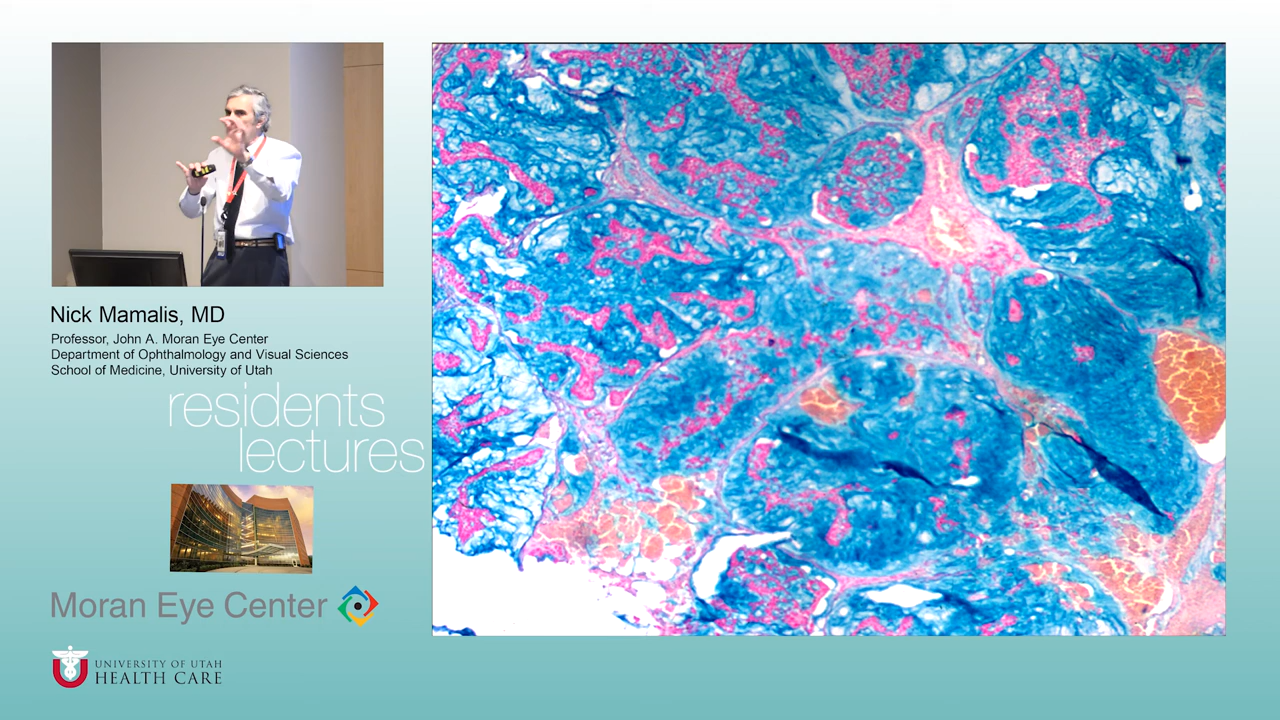 Nick Mamalis, MD
Professor, John A. Moran Eye Center
Department of Ophthalmology and Visual Sciences
School of Medicine, University of Utah
residents
lectures
Moran Eye Center
UNIVERSITY OF UTAH
HEALTH CARE